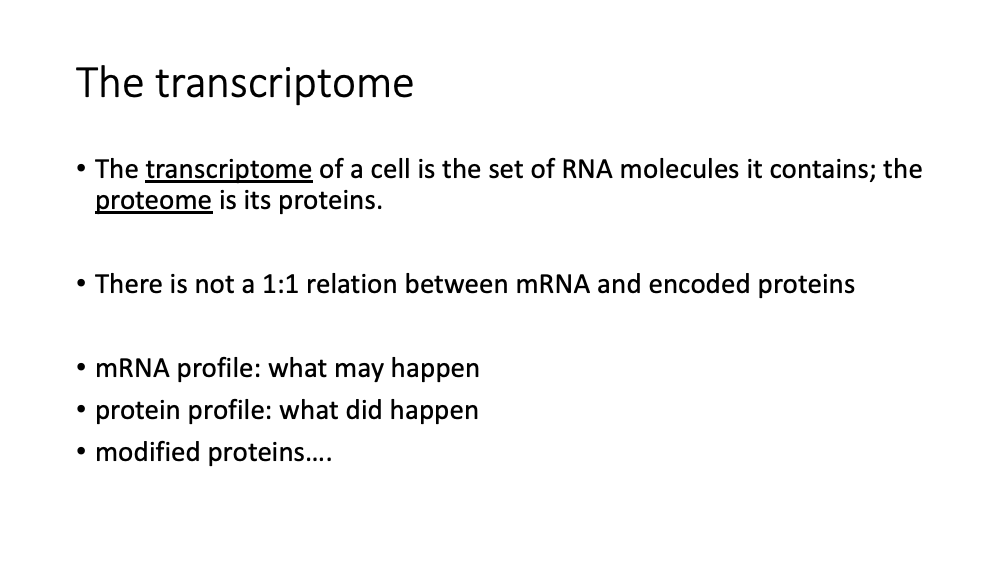 The transcriptome
• The transcriptome of a cell is the set of RNA molecules it contains; the
proteome is its proteins.
• There is not a 1:1 relation between mRNA and encoded proteins
• mRNA profile: what may happen
• protein profile: what did happen
• modified proteins….